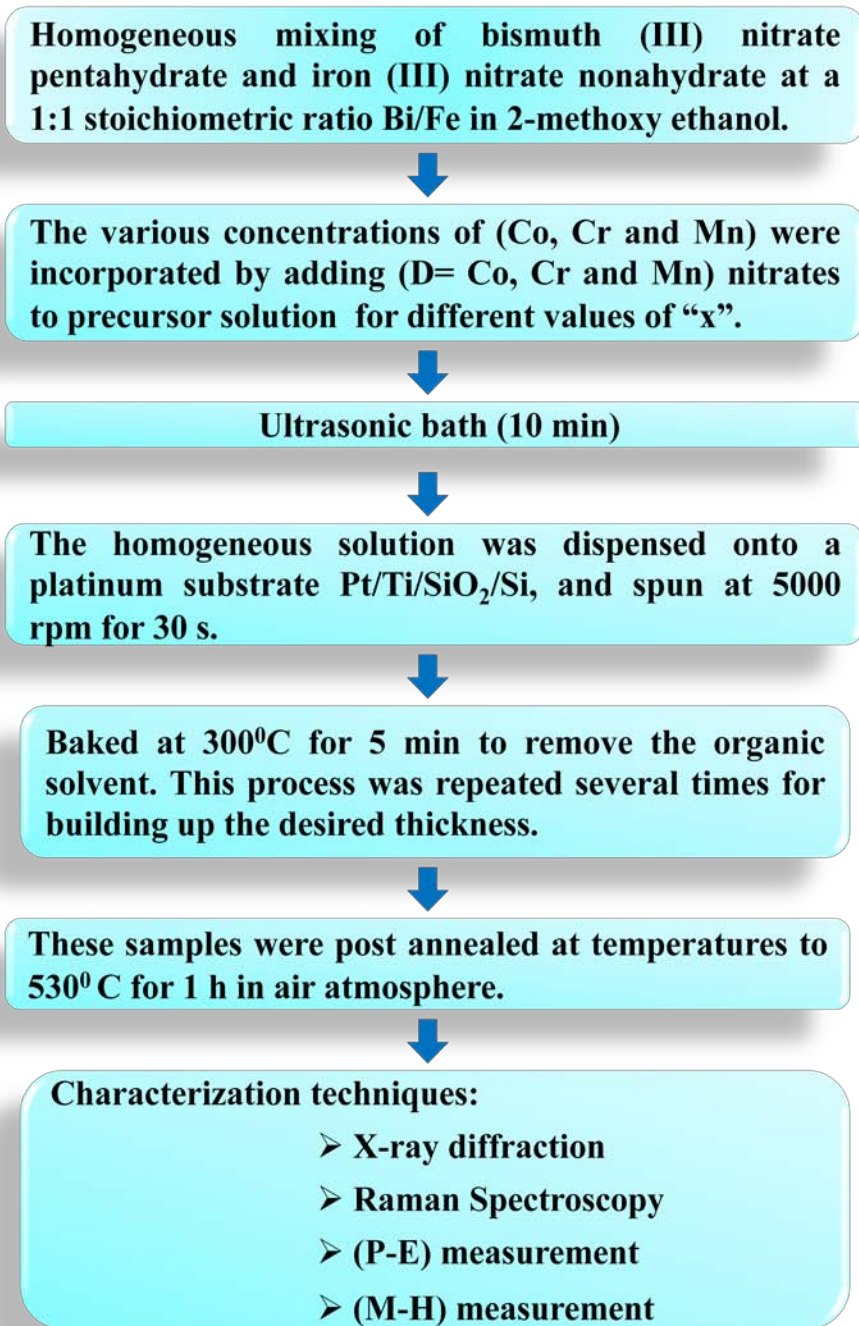 Homogeneous mixing of bismuth (III) nitrate
pentahydrate and iron (III) nitrate nonahydrate at a
1:1 stoichiometric ratio Bi/Fe in 2-methoxy ethanol.
The various concentrations of (Co, Cr and Mn) were
incorporated by adding (D= Co, Cr and Mn) nitrates
to precursor solution for different values of “x”.
Ultrasonic bath (10 min)
The homogeneous solution was dispensed onto a
platinum substrate Pt/Ti/SiO₂/Si, and spun at 5000
rpm for 30 s.
Baked at 300⁰C for 5 min to remove the organic
solvent. This process was repeated several times for
building up the desired thickness.
These samples were post annealed at temperatures to
530⁰ C for 1 h in air atmosphere.
Characterization techniques:
➢ X-ray diffraction
➢ Raman Spectroscopy
➢ (P-E) measurement
➢ (M-H) measurement